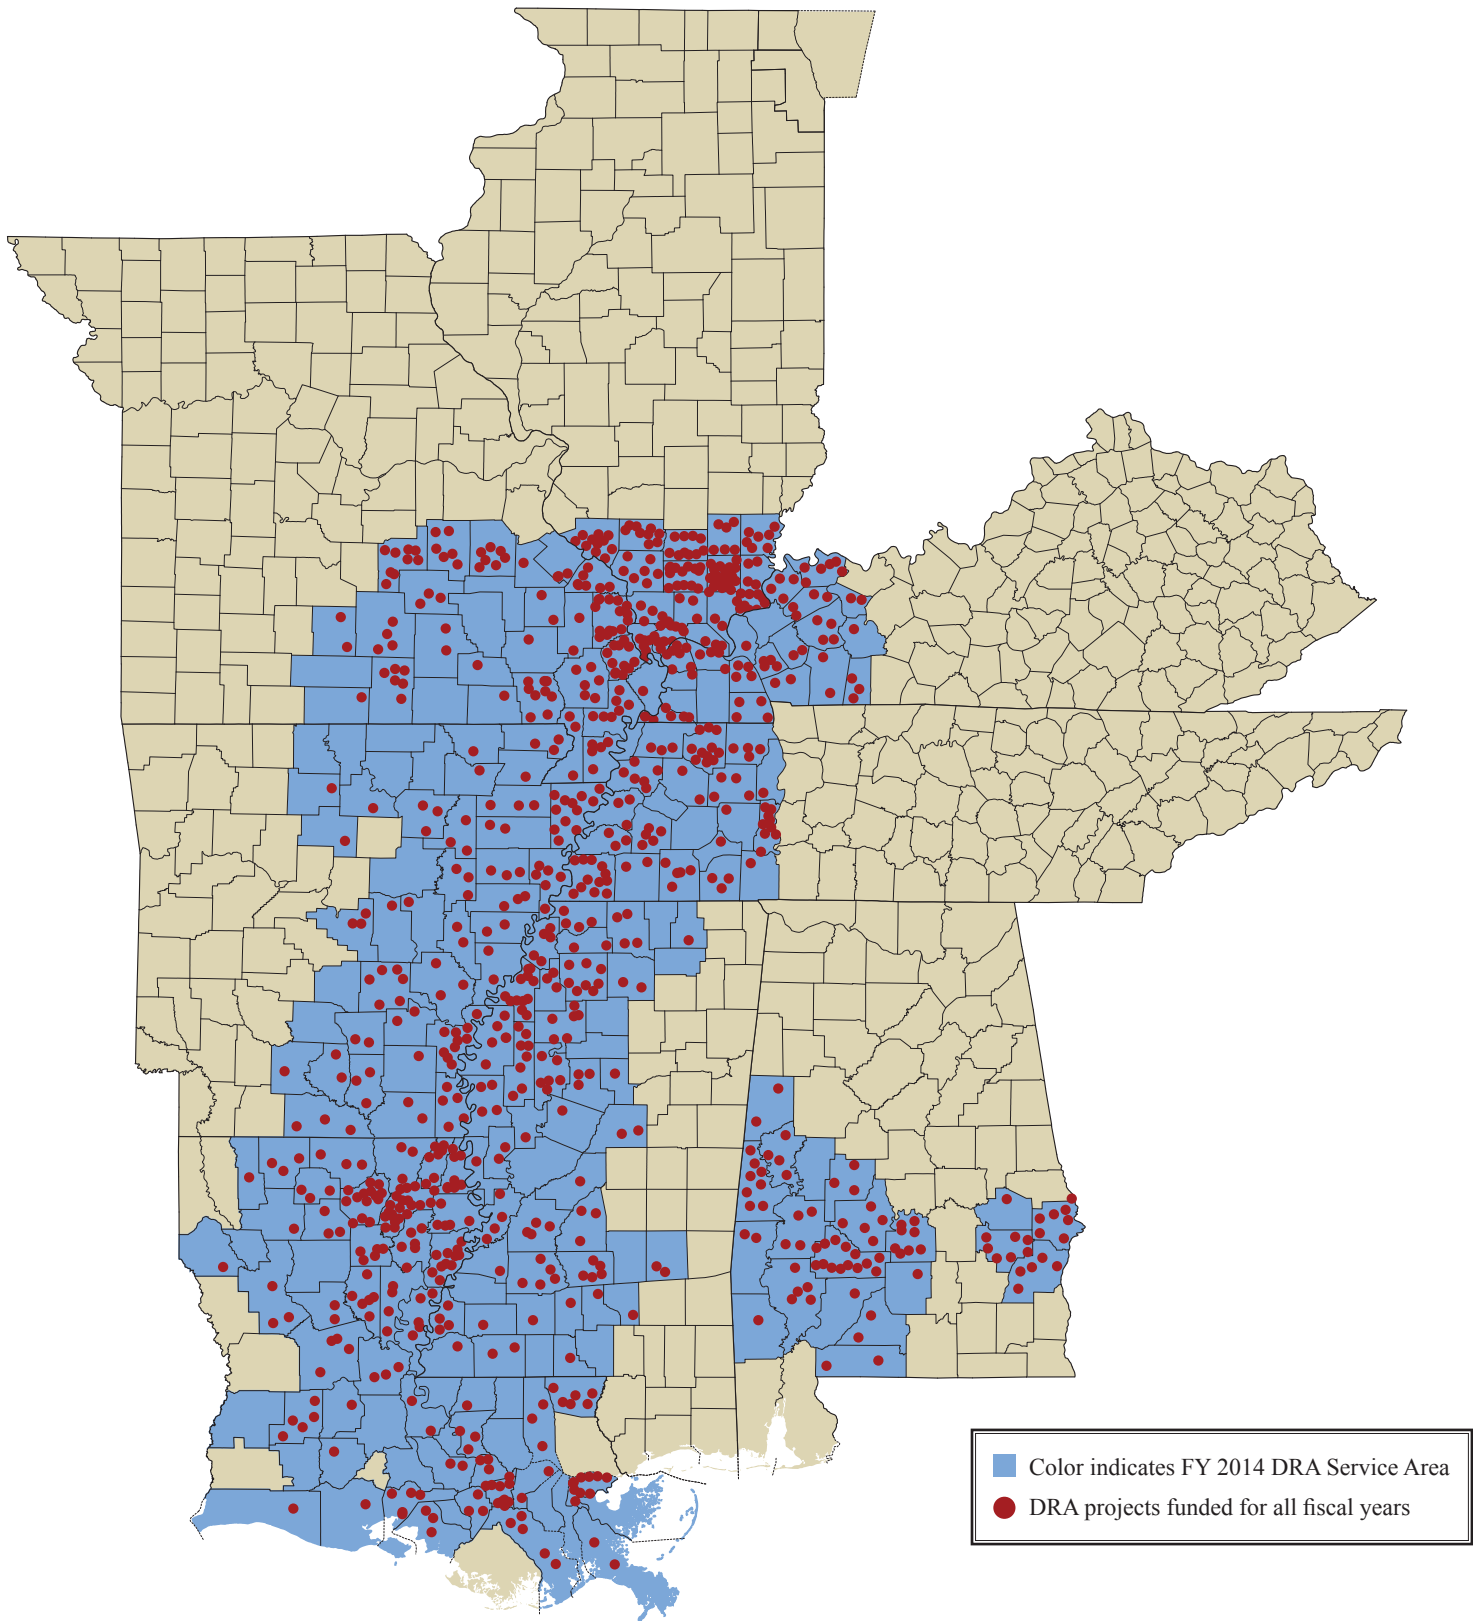 Color indicates FY 2014 DRA Service Area
DRA projects funded for all fiscal years